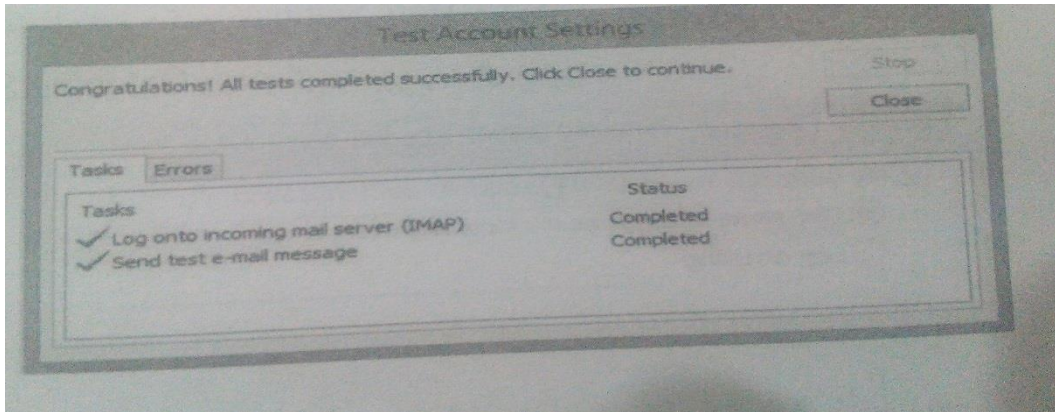 Test Account Settings
Congratulations! All tests completed successfully. Click Close to continue.
Stop
Close
Tasks Errors
Tasks Status
Log onto incoming mail server (IMAP) Completed
Send test e-mail message Completed